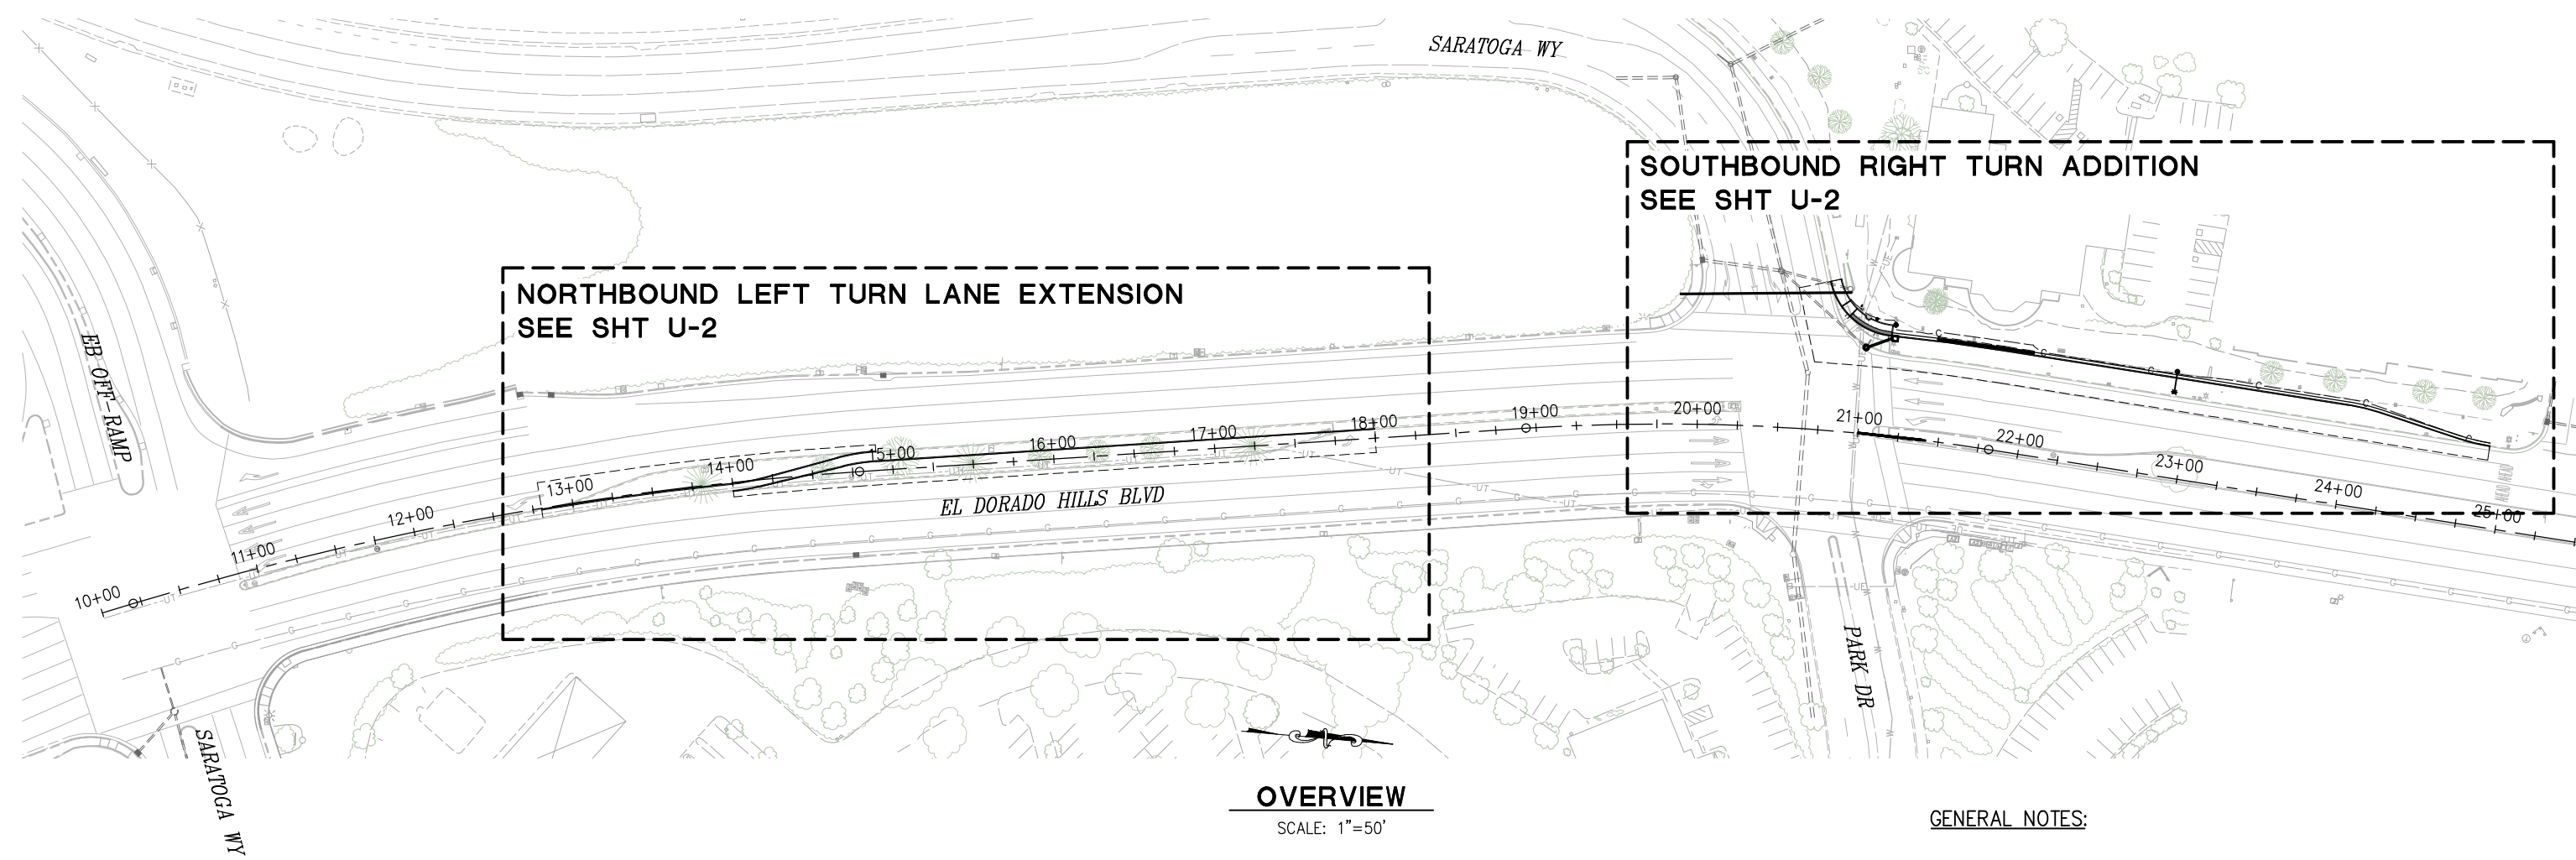 SARATOGA WY
SOUTHBOUND RIGHT TURN ADDITION
SEE SHT U-2
NORTHBOUND LEFT TURN LANE EXTENSION
SEE SHT U-2
EB OFF-RAMP
10+00
11+00
12+00
13+00
14+00
15+00
16+00
17+00
18+00
19+00
20+00
21+00
22+00
23+00
24+00
25+00
EL DORADO HILLS BLVD
PARK DR
SARATOGA WY
OVERVIEW
SCALE: 1"=50'
GENERAL NOTES: